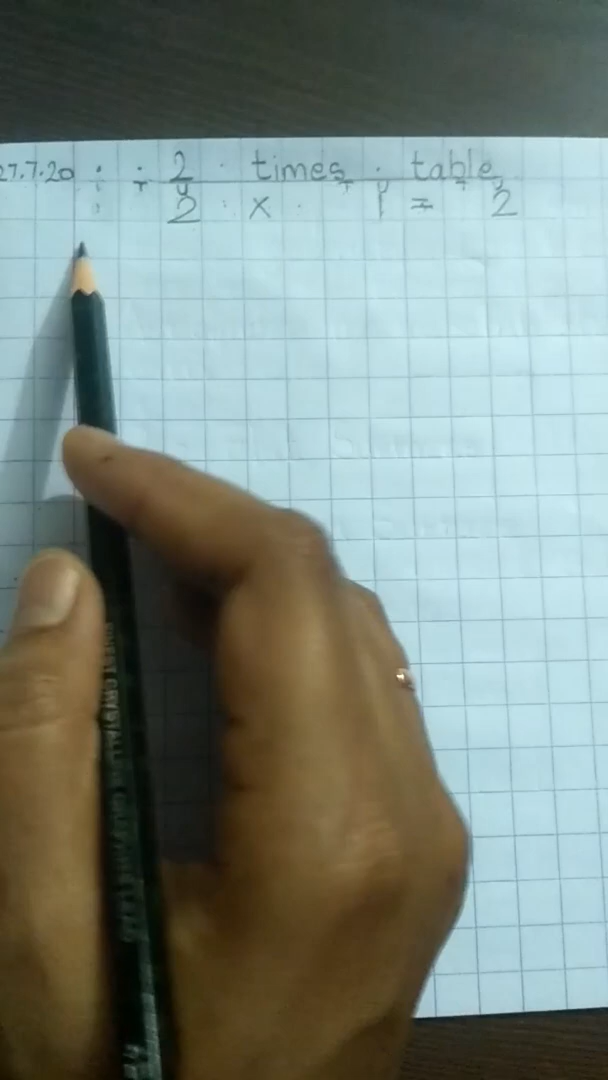 27.7.20 2 times table
2 x 1 = 2